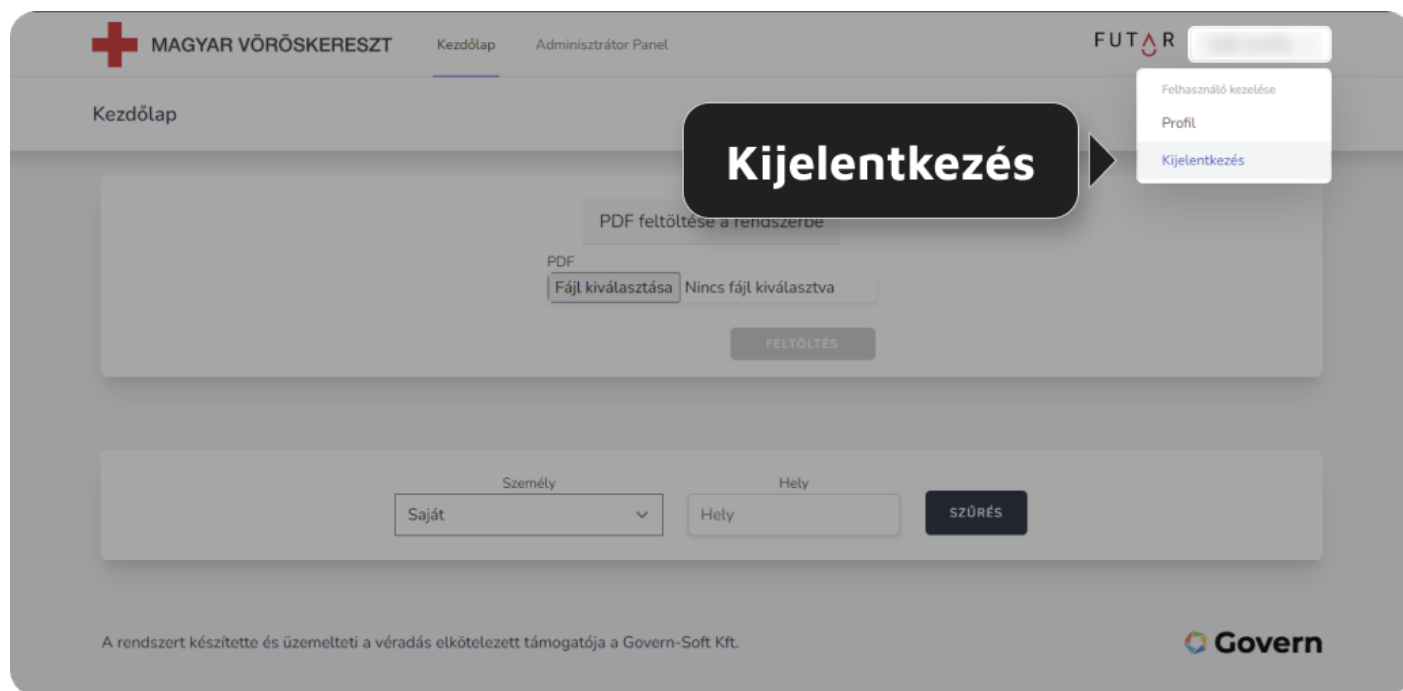 MAGYAR VÖRÖSKERESZT Kezdőlap Adminisztrátor Panel FUTÁR
Felhasználó kezelése
Kezdőlap
Profil
Kijelentkezés
Kijelentkezés
PDF feltöltése a rendszerbe
PDF
Fájl kiválasztása Nincs fájl kiválasztva
FELTÖLTÉS
Személy Hely
Saját Hely SZŰRÉS
A rendszert készítette és üzemelteti a véradás elkötelezett támogatója a Govern-Soft Kft. Govern